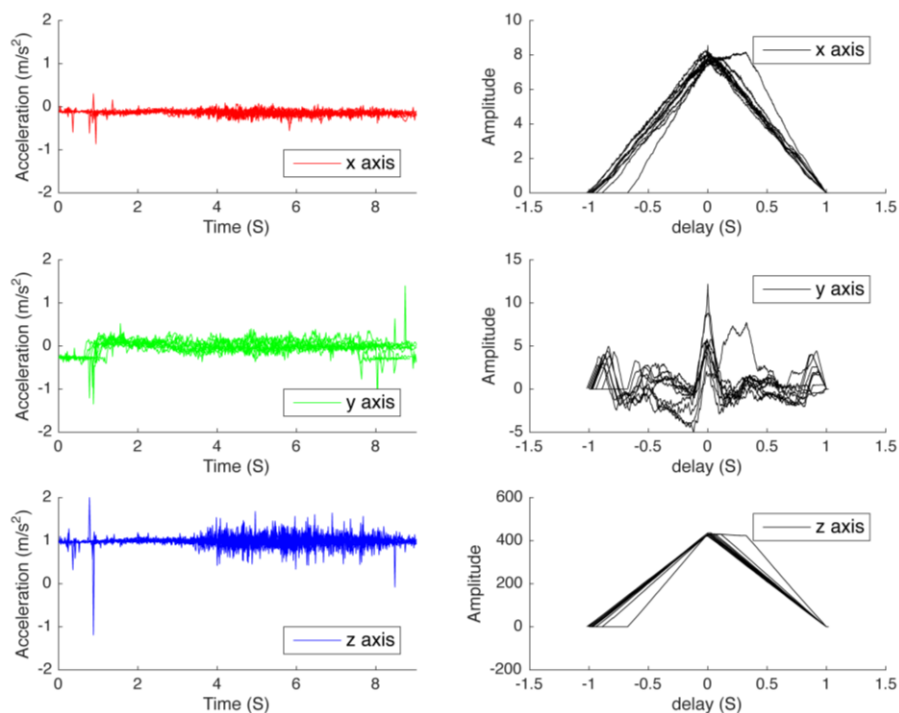 2
1
0
-1
-2
Acceleration (m/s²)
0 2 4 6 8
Time (S)
x axis
10
8
6
4
2
0
Amplitude
-1.5 -1 -0.5 0 0.5 1 1.5
delay (S)
x axis
2
1
0
-1
-2
Acceleration (m/s²)
0 2 4 6 8
Time (S)
y axis
15
10
5
0
-5
Amplitude
-1.5 -1 -0.5 0 0.5 1 1.5
delay (S)
y axis
2
1
0
-1
-2
Acceleration (m/s²)
0 2 4 6 8
Time (S)
z axis
600
400
200
0
-200
Amplitude
-1.5 -1 -0.5 0 0.5 1 1.5
delay (S)
z axis